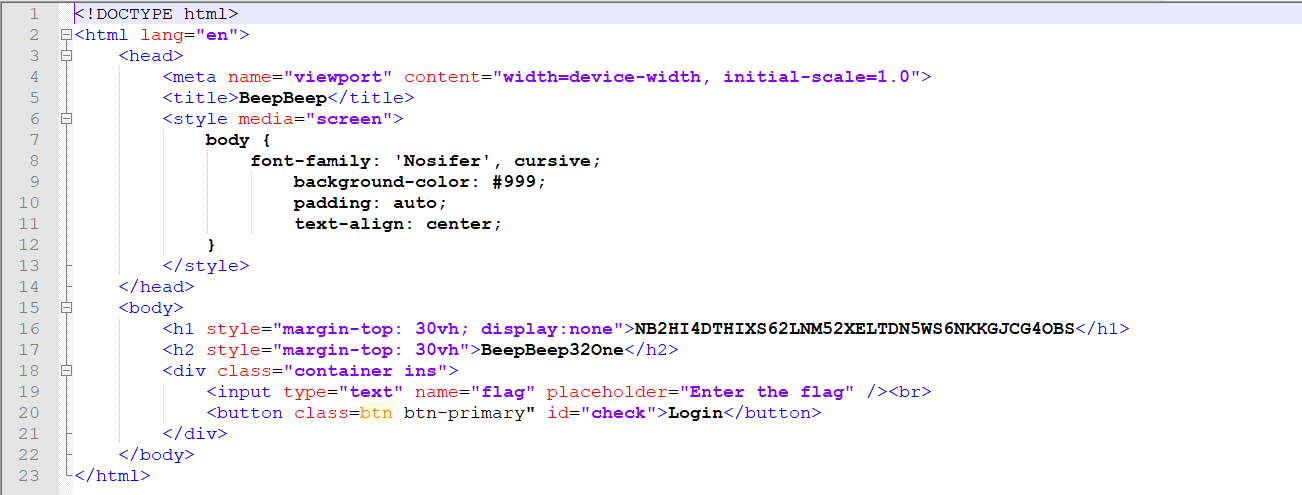 1 <!DOCTYPE html>
2 <html lang="en">
3 <head>
4 <meta name="viewport" content="width=device-width, initial-scale=1.0">
5 <title>BeepBeep</title>
6 <style media="screen">
7 body {
8 font-family: 'Nosifer', cursive;
9 background-color: #999;
10 padding: auto;
11 text-align: center;
12 }
13 </style>
14 </head>
15 <body>
16 <h1 style="margin-top: 30vh; display:none">NB2HI4DTHIXS62LNM52XELTDN5WS6NKKGJCG4OBS</h1>
17 <h2 style="margin-top: 30vh">BeepBeep32One</h2>
18 <div class="container ins">
19 <input type="text" name="flag" placeholder="Enter the flag" /><br>
20 <button class=btn btn-primary" id="check">Login</button>
21 </div>
22 </body>
23 </html>